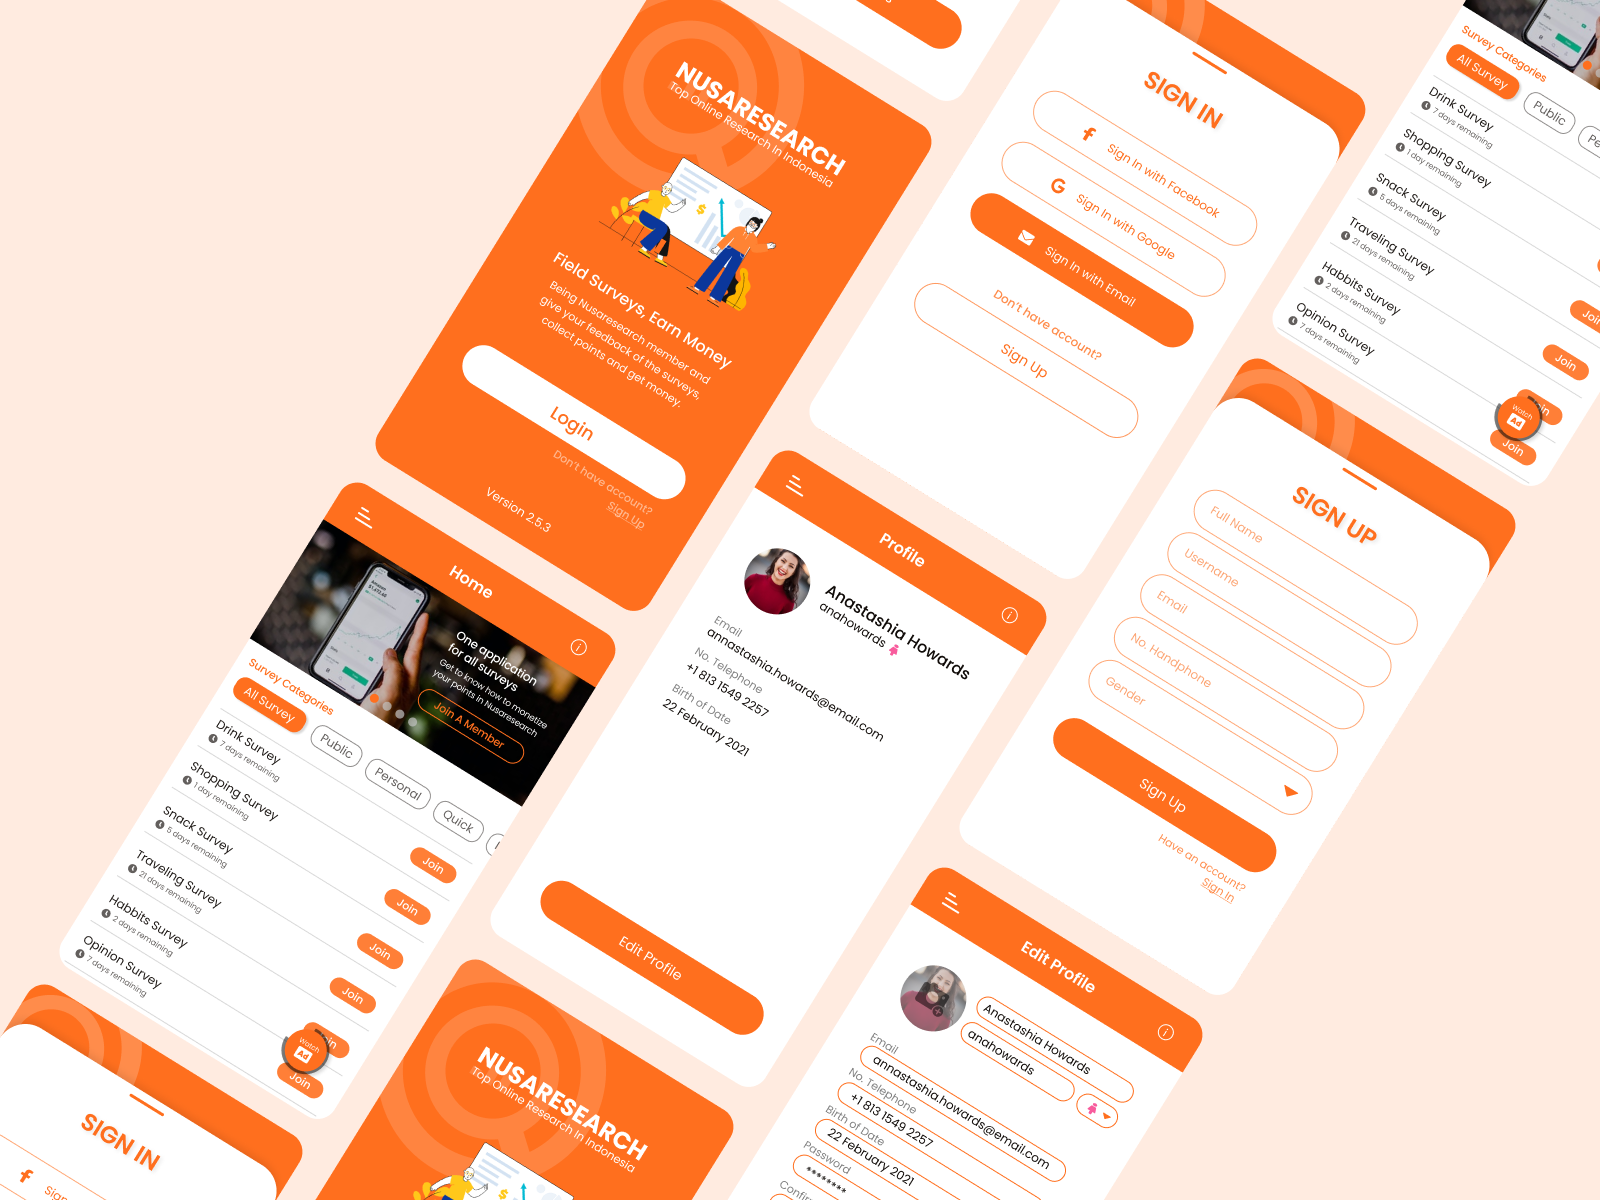 NUSARESEARCH
Top Online Research In Indonesia
Field Surveys, Earn Money
Being Nusaresearch member and
give your feedback of the surveys,
collect points and get money.
Login
Don't have account?
Sign Up
Version 2.5.3
SIGN IN
Sign In with Facebook
Sign In with Google
Sign In with Email
Don't have account?
Sign Up
Survey Categories
All Survey
Public
Drink Survey
7 days remaining
Shopping Survey
1 day remaining
Snack Survey
5 days remaining
Traveling Survey
21 days remaining
Join
Habbits Survey
2 days remaining
Join
Opinion Survey
7 days remaining
Watch
Ad
Join
Home
One application
for all surveys
Get to know how to monetize
your points in Nusaresearch
Join A Member
Survey Categories
All Survey
Public
Personal
Quick
Drink Survey
7 days remaining
Join
Shopping Survey
1 day remaining
Join
Snack Survey
5 days remaining
Join
Traveling Survey
21 days remaining
Join
Habbits Survey
2 days remaining
Opinion Survey
7 days remaining
Join
Watch
Ad
Profile
Anastashia Howards
anahowards
Email
annastashia.howards@email.com
No. Telephone
+1 813 1549 2257
Birth of Date
22 February 2021
Edit Profile
SIGN UP
Full Name
Username
Email
No. Handphone
Gender
Sign Up
Have an account?
Sign In
SIGN IN
NUSARESEARCH
Top Online Research In Indonesia
Edit Profile
Anastashia Howards
anahowards
Email
annastashia.howards@email.com
No. Telephone
+1 813 1549 2257
Birth of Date
22 February 2021
Password
********